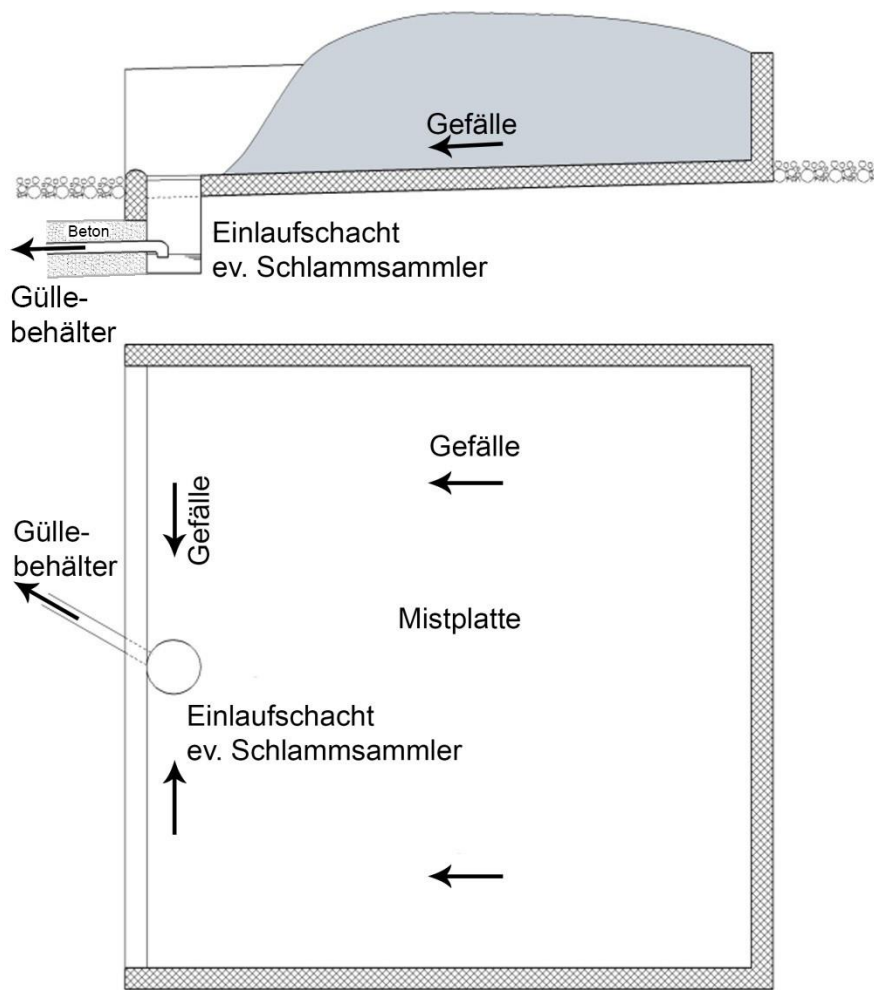 Gefälle
Beton
Einlaufschacht
ev. Schlammsammler
Gülle-
behälter
Gefälle
Gefälle
Gülle-
behälter
Mistplatte
Einlaufschacht
ev. Schlammsammler